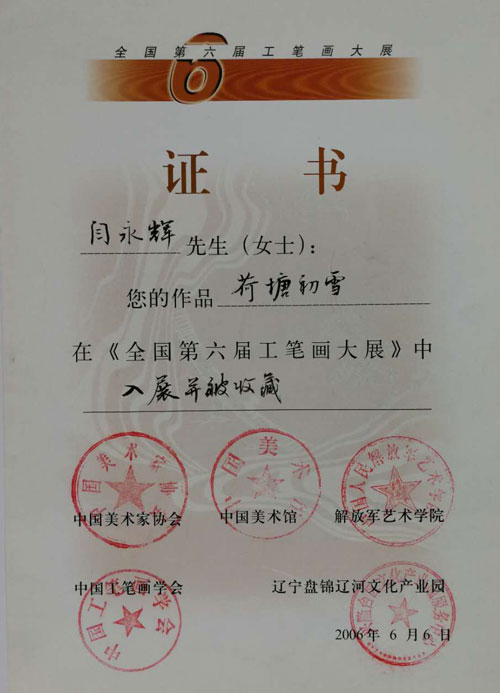 全国第六届工笔画大展
6
证书
闫永辉 先生（女士）：
您的作品 荷塘初雪
在《全国第六届工笔画大展》中
入展并被收藏
中国美术家协会 中国美术馆 解放军艺术学院
中国工笔画学会 辽宁盘锦辽河文化产业园
2006年 6 月 6 日